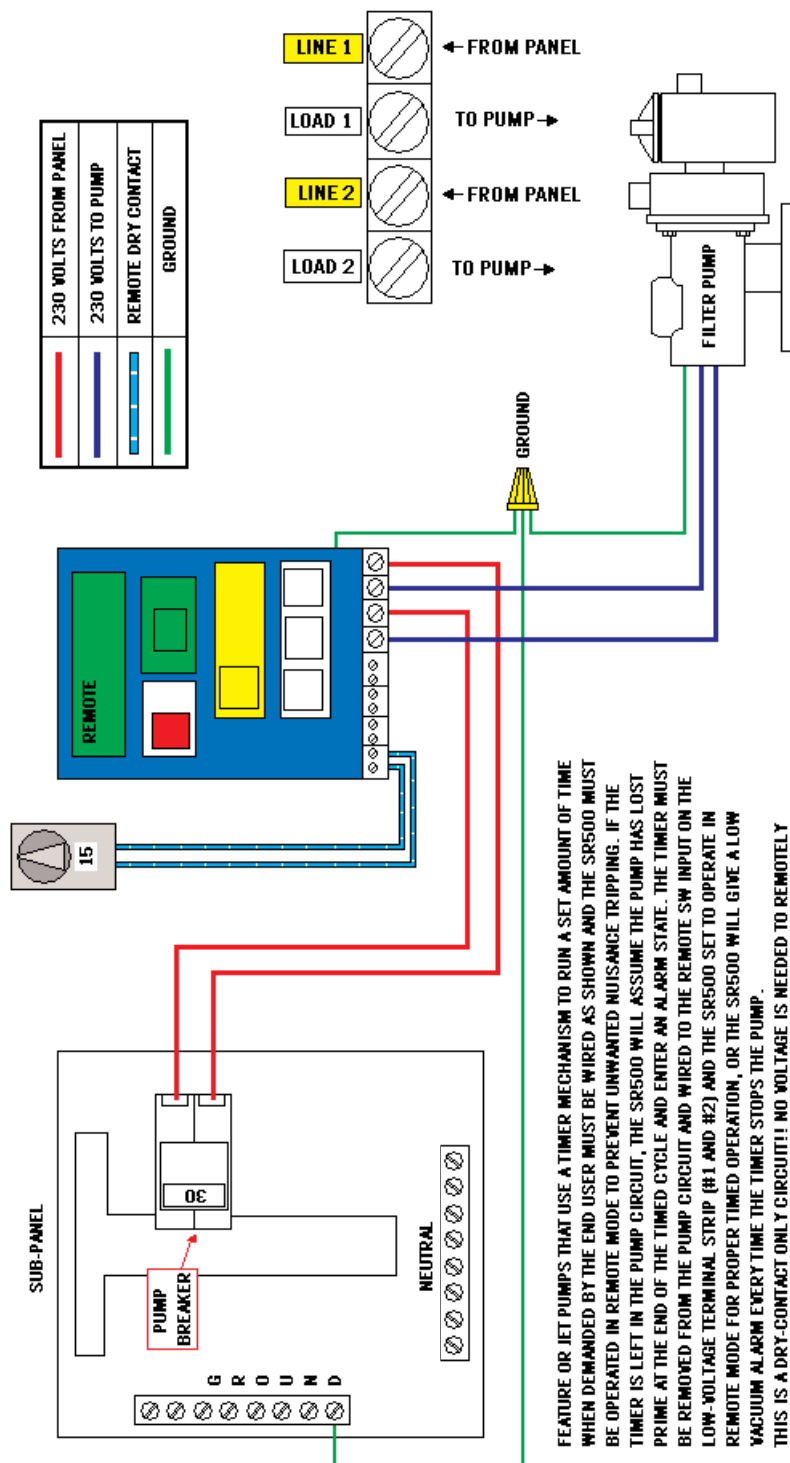 230 VOLTS FROM PANEL
230 VOLTS TO PUMP
REMOTE DRY CONTACT
GROUND
LINE 1
← FROM PANEL
LOAD 1
TO PUMP →
LINE 2
← FROM PANEL
LOAD 2
TO PUMP →
REMOTE
15
SUB-PANEL
30
PUMP
BREAKER
GROUND
NEUTRAL
GROUND
FILTER PUMP
FEATURE OR JET PUMPS THAT USE A TIMER MECHANISM TO RUN A SET AMOUNT OF TIME
WHEN DEMANDED BY THE END USER MUST BE WIRED AS SHOWN AND THE SR500 MUST
BE OPERATED IN REMOTE MODE TO PREVENT UNWANTED NUISANCE TRIPPING. IF THE
TIMER IS LEFT IN THE PUMP CIRCUIT, THE SR500 WILL ASSUME THE PUMP HAS LOST
PRIME AT THE END OF THE TIMED CYCLE AND ENTER AN ALARM STATE. THE TIMER MUST
BE REMOVED FROM THE PUMP CIRCUIT AND WIRED TO THE REMOTE SW INPUT ON THE
LOW-VOLTAGE TERMINAL STRIP (#1 AND #2) AND THE SR500 SET TO OPERATE IN
REMOTE MODE FOR PROPER TIMED OPERATION, OR THE SR500 WILL GIVE A LOW
VACUUM ALARM EVERY TIME THE TIMER STOPS THE PUMP.
THIS IS A DRY-CONTACT ONLY CIRCUIT!! NO VOLTAGE IS NEEDED TO REMOTELY